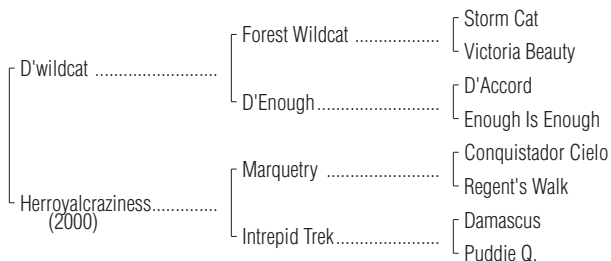 Storm Cat
Forest Wildcat ..................
Victoria Beauty
D'wildcat ..........................
D'Accord
D'Enough..........................
Enough Is Enough
Conquistador Cielo
Marquetry ........................
Regent's Walk
Herroyalcraziness..............
(2000)
Damascus
Intrepid Trek......................
Puddie Q.